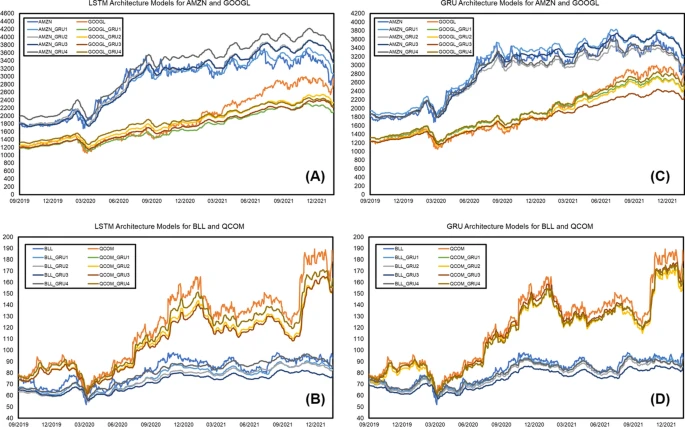 LSTM Architecture Models for AMZN and GOOGL
4600
4400
4200
4000
3800
3600
3400
3200
3000
2800
2600
2400
2200
2000
1800
1600
1400
1200
1000
800
600
400
200
0
AMZN GOOGL
AMZN_GRU1 GOOGL_GRU1
AMZN_GRU2 GOOGL_GRU2
AMZN_GRU3 GOOGL_GRU3
AMZN_GRU4 GOOGL_GRU4
(A)
09/2019 12/2019 03/2020 06/2020 09/2020 12/2020 03/2021 06/2021 09/2021 12/2021
GRU Architecture Models for AMZN and GOOGL
4200
4000
3800
3600
3400
3200
3000
2800
2600
2400
2200
2000
1800
1600
1400
1200
1000
800
600
400
200
0
AMZN GOOGL
AMZN_GRU1 GOOGL_GRU1
AMZN_GRU2 GOOGL_GRU2
AMZN_GRU3 GOOGL_GRU3
AMZN_GRU4 GOOGL_GRU4
(C)
09/2019 12/2019 03/2020 06/2020 09/2020 12/2020 03/2021 06/2021 09/2021 12/2021
LSTM Architecture Models for BLL and QCOM
200
190
180
170
160
150
140
130
120
110
100
90
80
70
60
50
40
BLL QCOM
BLL_GRU1 QCOM_GRU1
BLL_GRU2 QCOM_GRU2
BLL_GRU3 QCOM_GRU3
BLL_GRU4 QCOM_GRU4
(B)
09/2019 12/2019 03/2020 06/2020 09/2020 12/2020 03/2021 06/2021 09/2021 12/2021
GRU Architecture Models for BLL and QCOM
200
190
180
170
160
150
140
130
120
110
100
90
80
70
60
50
40
BLL QCOM
BLL_GRU1 QCOM_GRU1
BLL_GRU2 QCOM_GRU2
BLL_GRU3 QCOM_GRU3
BLL_GRU4 QCOM_GRU4
(D)
09/2019 12/2019 03/2020 06/2020 09/2020 12/2020 03/2021 06/2021 09/2021 12/2021